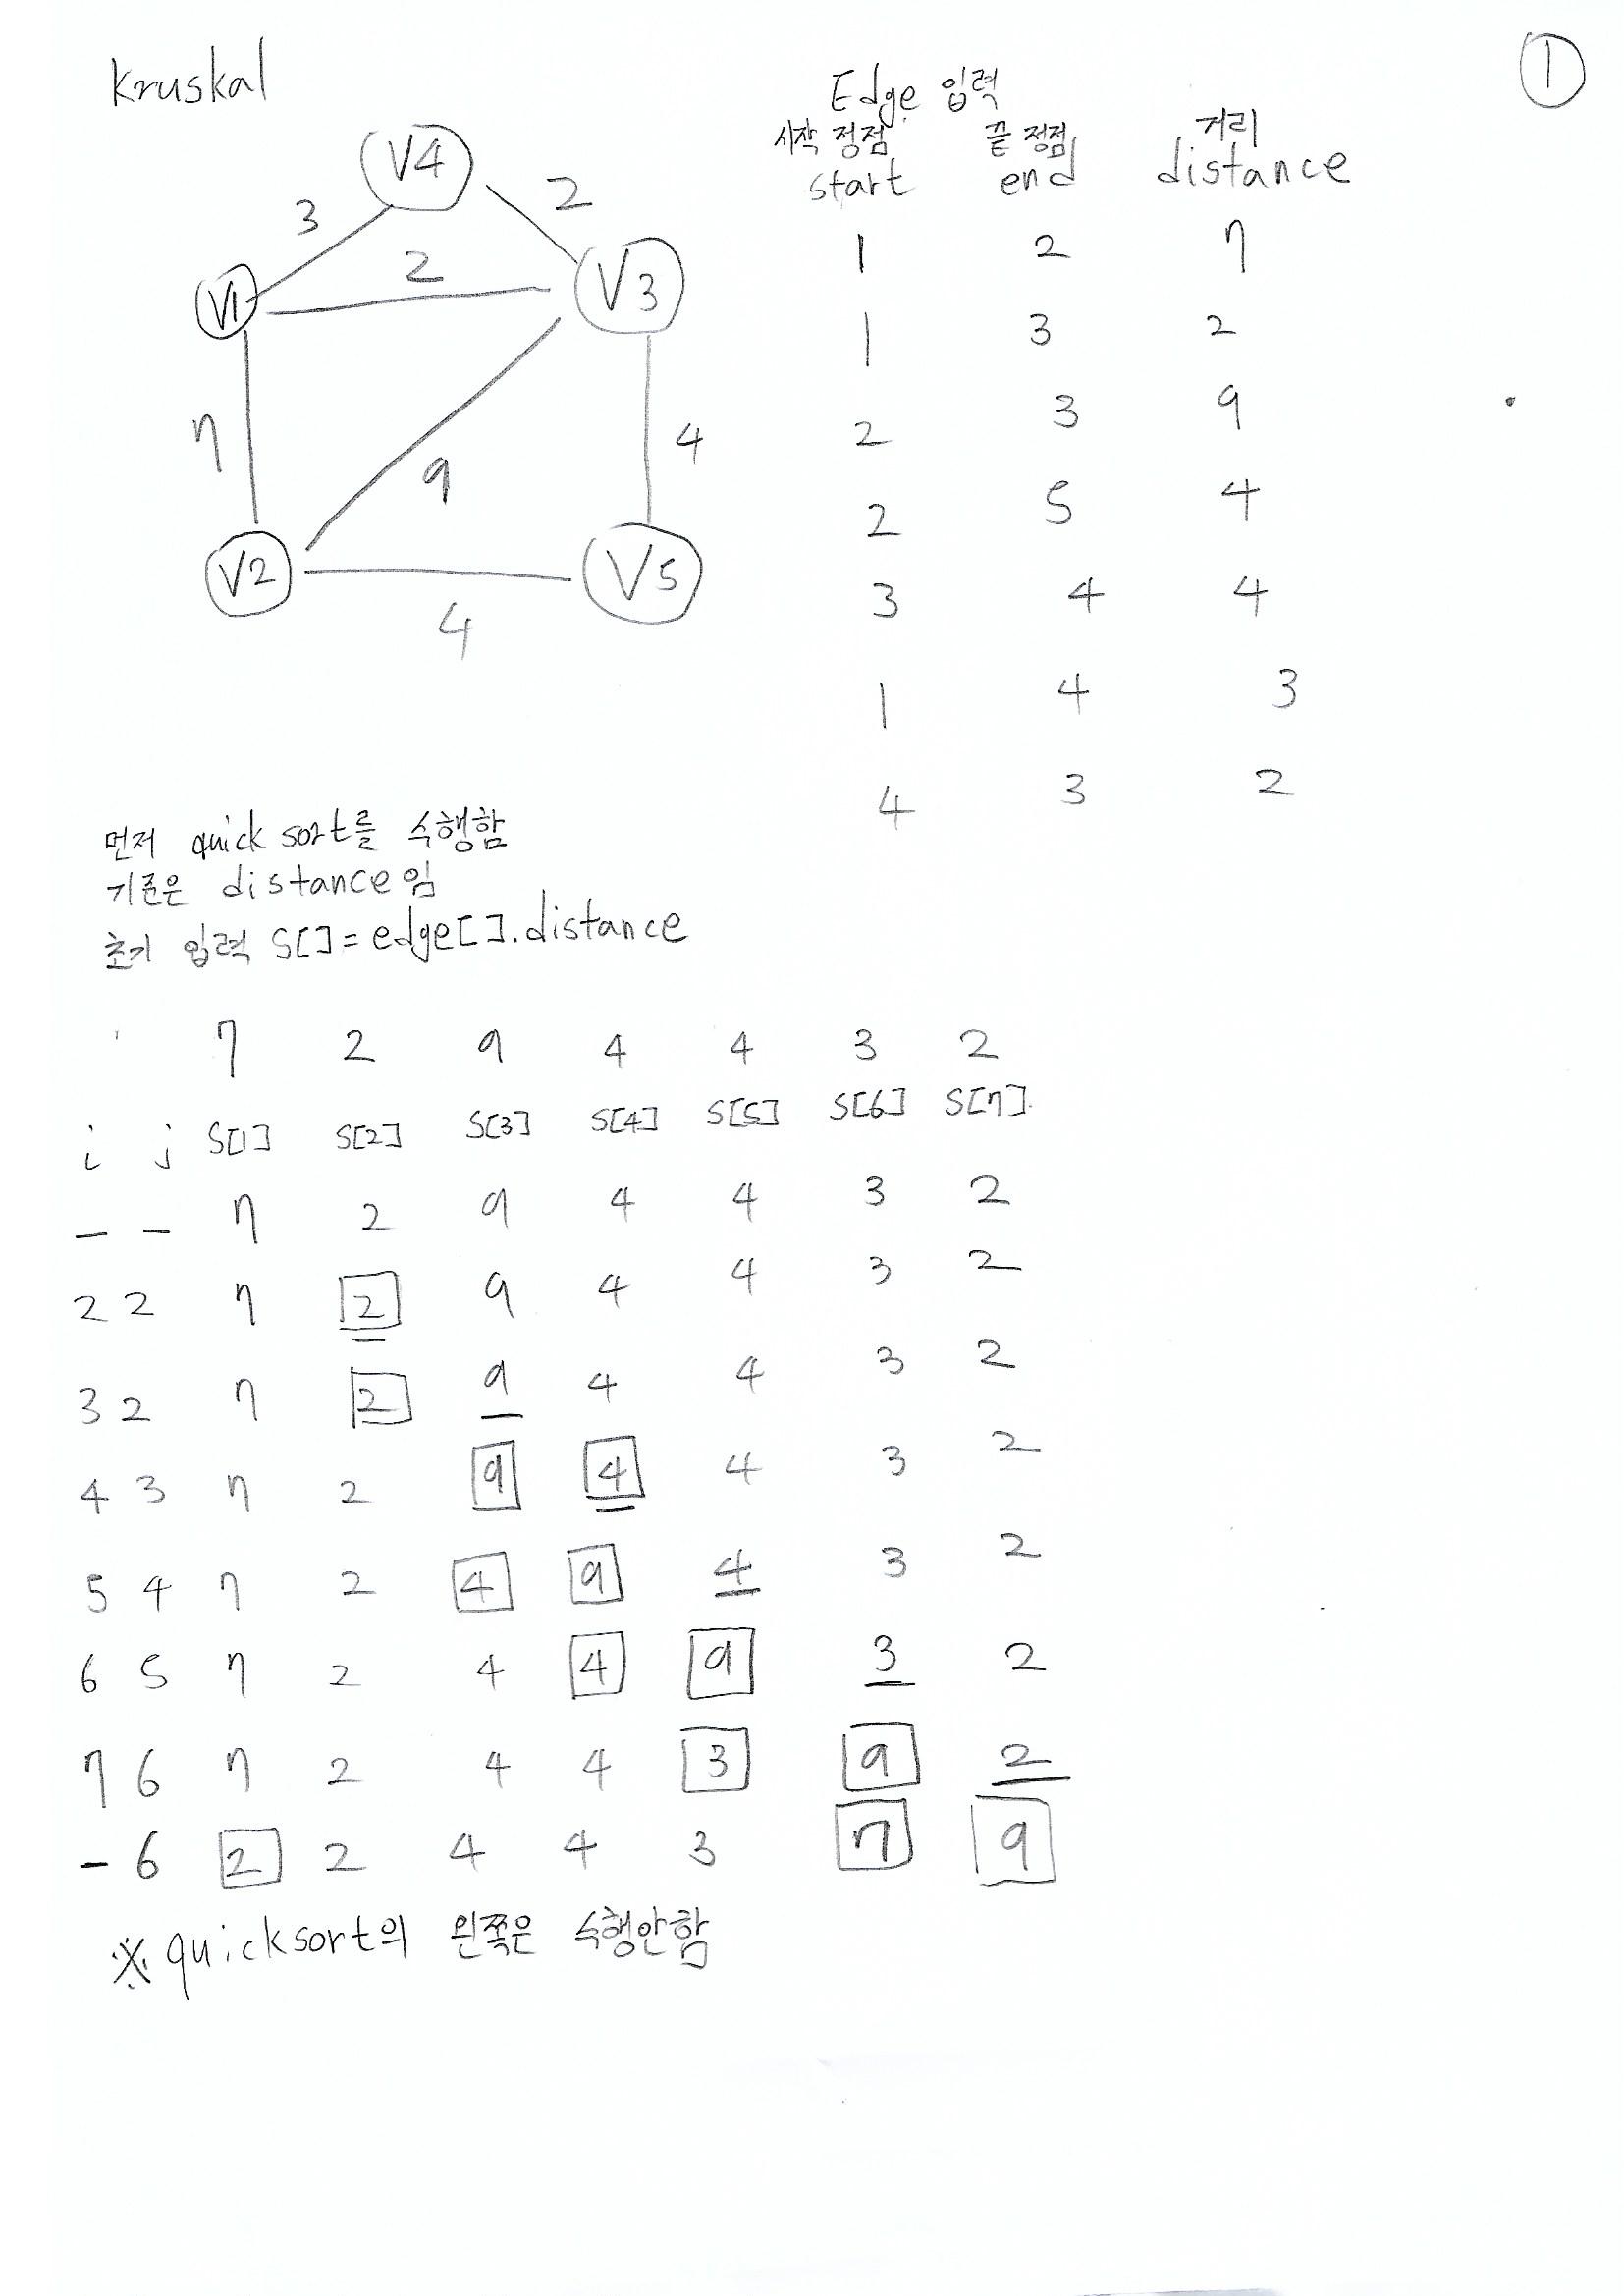 Kruskal
①
Edge 입력
시작 정점 끝 정점 거리
start end distance
1 2 7
1 3 2
2 3 9
2 5 4
3 4 4
1 4 3
4 3 2
V4
3 2
2
V1 V3
7 9 4
V2 V5
4
먼저 quick sort를 수행함
기준은 distance임
초기 입력 S[]=edge[].distance
7 2 9 4 4 3 2
i j S[1] S[2] S[3] S[4] S[5] S[6] S[7]
- - 7 2 9 4 4 3 2
2 2 7 2 9 4 4 3 2
3 2 7 2 9 4 4 3 2
4 3 7 2 9 4 4 3 2
5 4 7 2 4 9 4 3 2
6 5 7 2 4 4 9 3 2
7 6 7 2 4 4 3 9 2
- 6 2 2 4 4 3 7 9
※ quicksort의 왼쪽은 수행안함